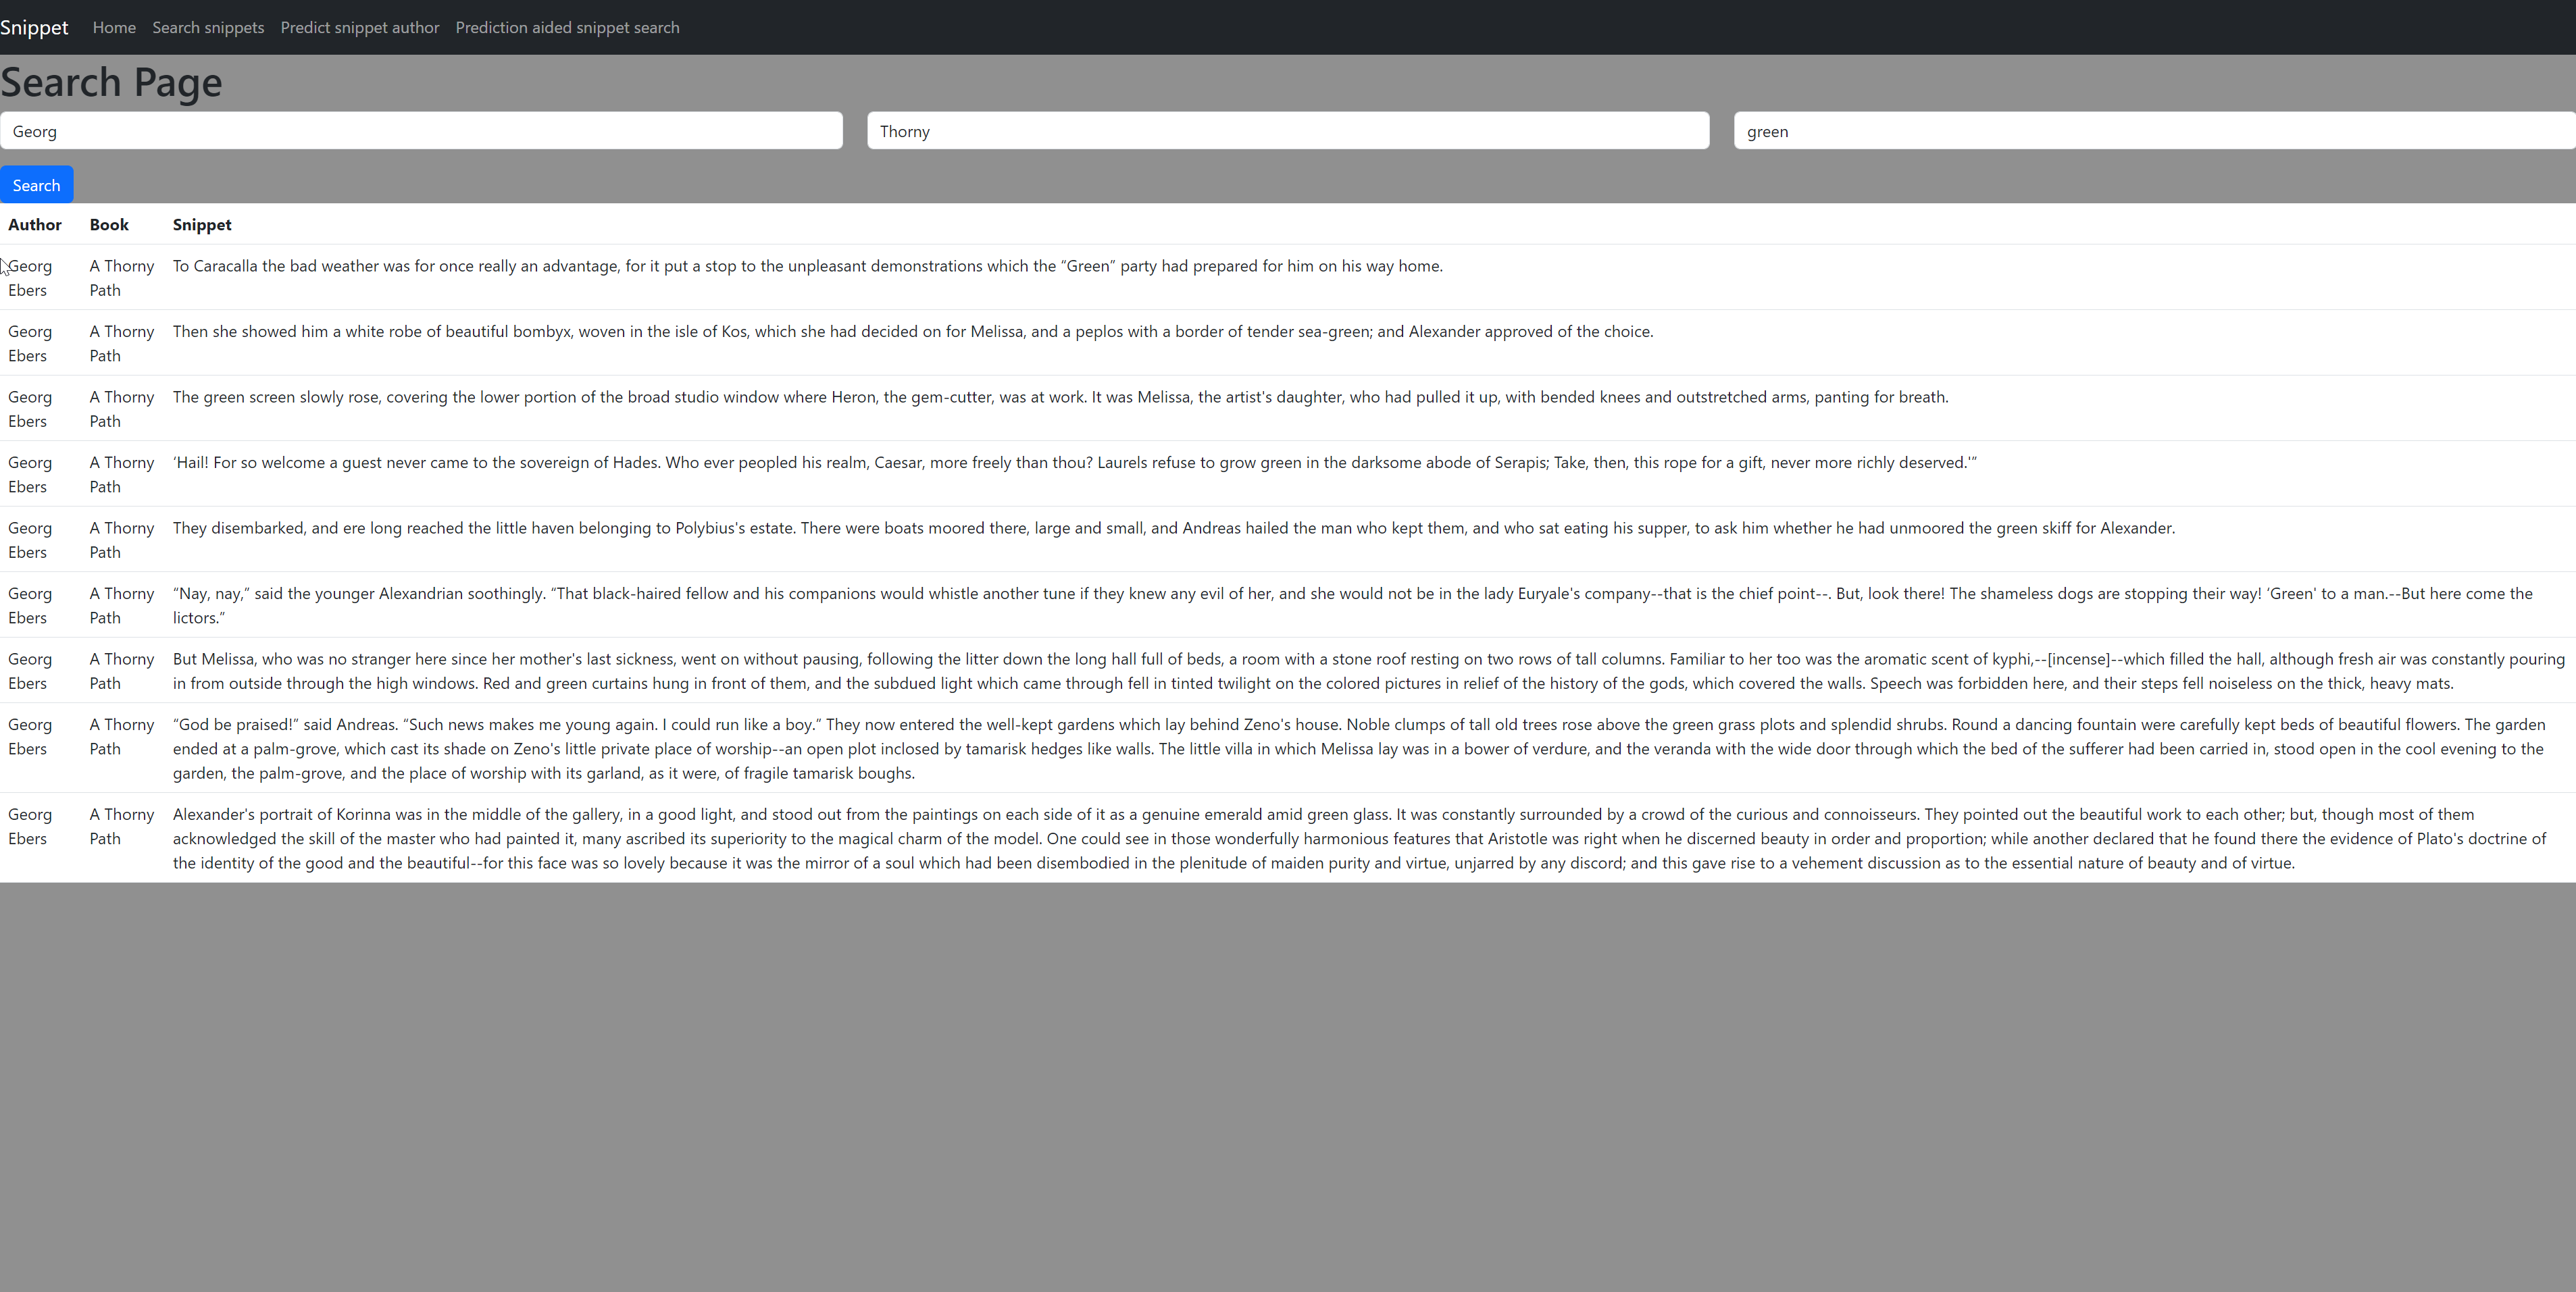 Snippet Home Search snippets Predict snippet author Prediction aided snippet search
Search Page
Georg Thorny green
Search
Author Book Snippet
Georg Ebers A Thorny Path To Caracalla the bad weather was for once really an advantage, for it put a stop to the unpleasant demonstrations which the “Green” party had prepared for him on his way home.
Georg Ebers A Thorny Path Then she showed him a white robe of beautiful bombyx, woven in the isle of Kos, which she had decided on for Melissa, and a peplos with a border of tender sea-green; and Alexander approved of the choice.
Georg Ebers A Thorny Path The green screen slowly rose, covering the lower portion of the broad studio window where Heron, the gem-cutter, was at work. It was Melissa, the artist's daughter, who had pulled it up, with bended knees and outstretched arms, panting for breath.
Georg Ebers A Thorny Path ‘Hail! For so welcome a guest never came to the sovereign of Hades. Who ever peopled his realm, Caesar, more freely than thou? Laurels refuse to grow green in the darksome abode of Serapis; Take, then, this rope for a gift, never more richly deserved.'”
Georg Ebers A Thorny Path They disembarked, and ere long reached the little haven belonging to Polybius's estate. There were boats moored there, large and small, and Andreas hailed the man who kept them, and who sat eating his supper, to ask him whether he had unmoored the green skiff for Alexander.
Georg Ebers A Thorny Path “Nay, nay,” said the younger Alexandrian soothingly. “That black-haired fellow and his companions would whistle another tune if they knew any evil of her, and she would not be in the lady Euryale's company--that is the chief point--. But, look there! The shameless dogs are stopping their way! ‘Green' to a man.--But here come the
lictors.”
Georg Ebers A Thorny Path But Melissa, who was no stranger here since her mother's last sickness, went on without pausing, following the litter down the long hall full of beds, a room with a stone roof resting on two rows of tall columns. Familiar to her too was the aromatic scent of kyphi,--[incense]--which filled the hall, although fresh air was constantly pouring
in from outside through the high windows. Red and green curtains hung in front of them, and the subdued light which came through fell in tinted twilight on the colored pictures in relief of the history of the gods, which covered the walls. Speech was forbidden here, and their steps fell noiseless on the thick, heavy mats.
Georg Ebers A Thorny Path “God be praised!” said Andreas. “Such news makes me young again. I could run like a boy.” They now entered the well-kept gardens which lay behind Zeno's house. Noble clumps of tall old trees rose above the green grass plots and splendid shrubs. Round a dancing fountain were carefully kept beds of beautiful flowers. The garden
ended at a palm-grove, which cast its shade on Zeno's little private place of worship--an open plot inclosed by tamarisk hedges like walls. The little villa in which Melissa lay was in a bower of verdure, and the veranda with the wide door through which the bed of the sufferer had been carried in, stood open in the cool evening to the
garden, the palm-grove, and the place of worship with its garland, as it were, of fragile tamarisk boughs.
Georg Ebers A Thorny Path Alexander's portrait of Korinna was in the middle of the gallery, in a good light, and stood out from the paintings on each side of it as a genuine emerald amid green glass. It was constantly surrounded by a crowd of the curious and connoisseurs. They pointed out the beautiful work to each other; but, though most of them
acknowledged the skill of the master who had painted it, many ascribed its superiority to the magical charm of the model. One could see in those wonderfully harmonious features that Aristotle was right when he discerned beauty in order and proportion; while another declared that he found there the evidence of Plato's doctrine of
the identity of the good and the beautiful--for this face was so lovely because it was the mirror of a soul which had been disembodied in the plenitude of maiden purity and virtue, unjarred by any discord; and this gave rise to a vehement discussion as to the essential nature of beauty and of virtue.